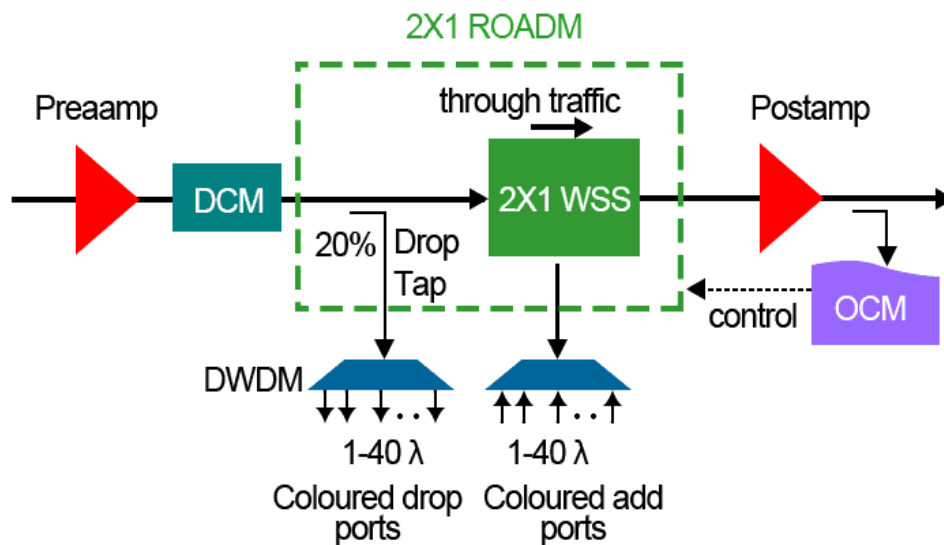 2X1 ROADM
through traffic
Preaamp
Postamp
DCM
2X1 WSS
20%
Drop
Tap
control
OCM
DWDM
1-40 λ
1-40 λ
Coloured drop
ports
Coloured add
ports